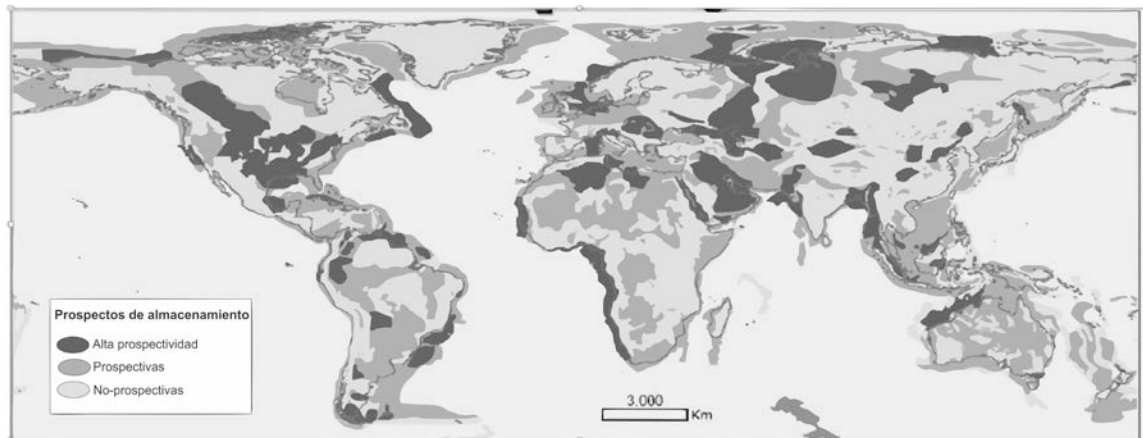 Prospectos de almacenamiento
Alta prospectividad
Prospectivas
No-prospectivas
3.000
Km